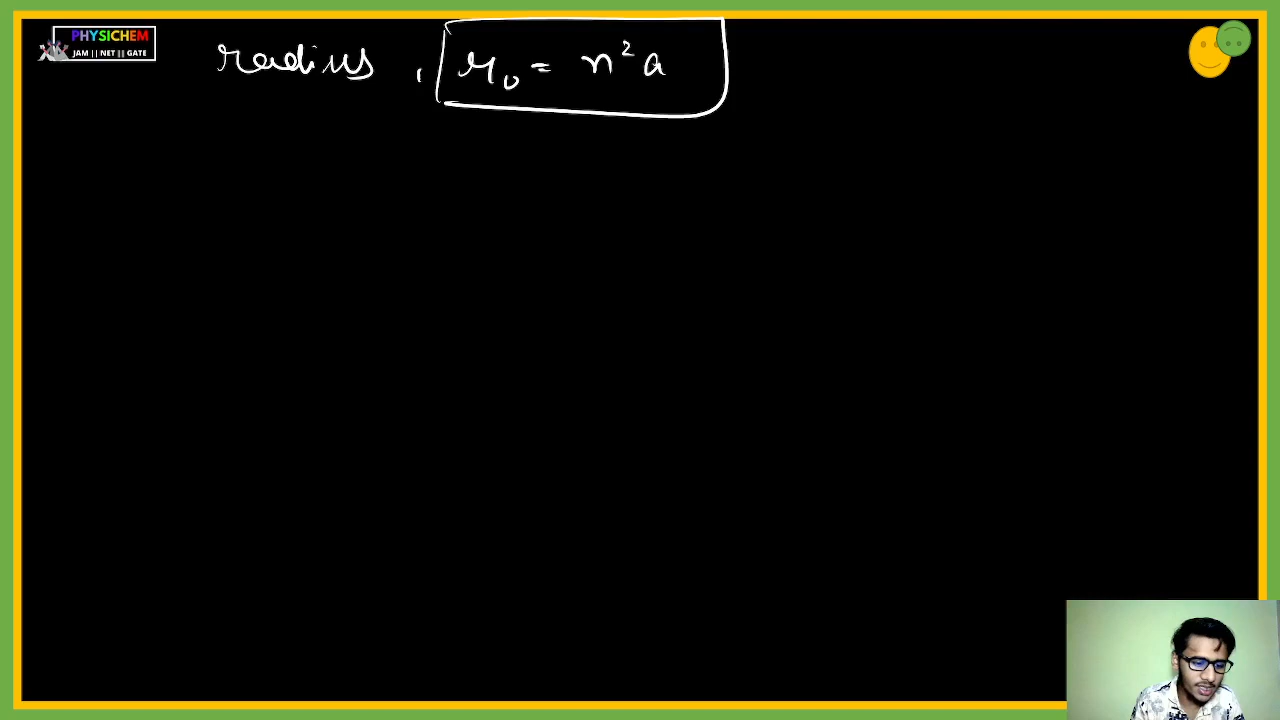 PHYSICHEM
JAM || NET || GATE
radius, r₀ = n²a